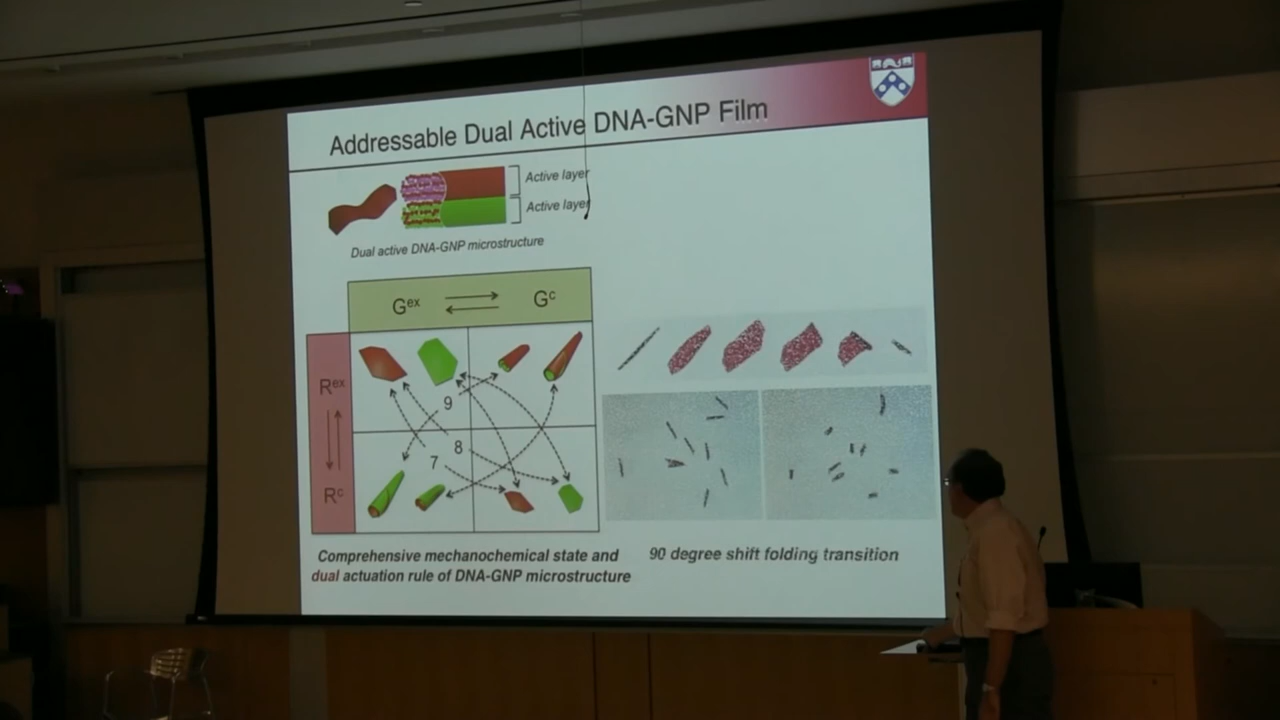 Addressable Dual Active DNA-GNP Film
Active layer
Active layer
Dual active DNA-GNP microstructure
Gex
Gc
Rex
Rc
9
8
7
Comprehensive mechanochemical state and
dual actuation rule of DNA-GNP microstructure
90 degree shift folding transition